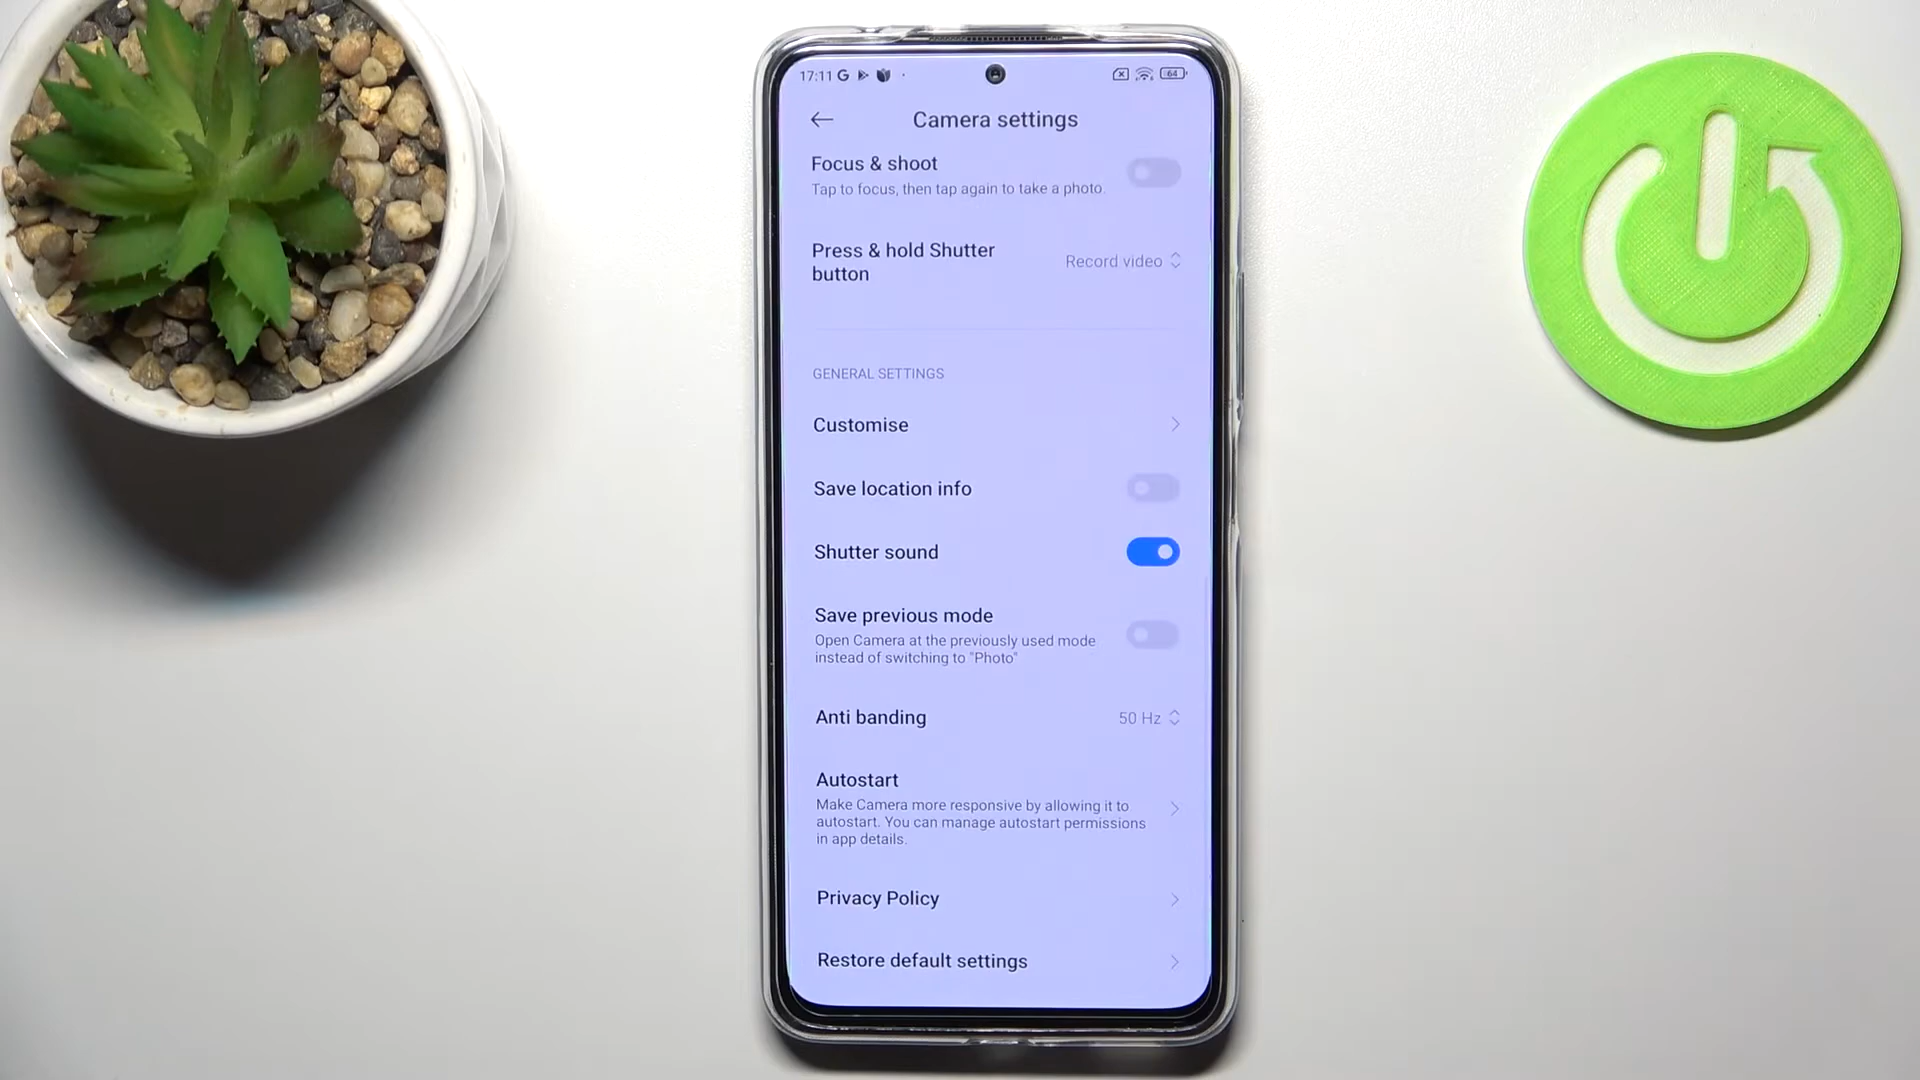 17:11 G
64
Camera settings
Focus & shoot
Tap to focus, then tap again to take a photo.
Press & hold Shutter
button
Record video
GENERAL SETTINGS
Customise
Save location info
Shutter sound
Save previous mode
Open Camera at the previously used mode
instead of switching to "Photo"
Anti banding
50 Hz
Autostart
Make Camera more responsive by allowing it to
autostart. You can manage autostart permissions
in app details.
Privacy Policy
Restore default settings